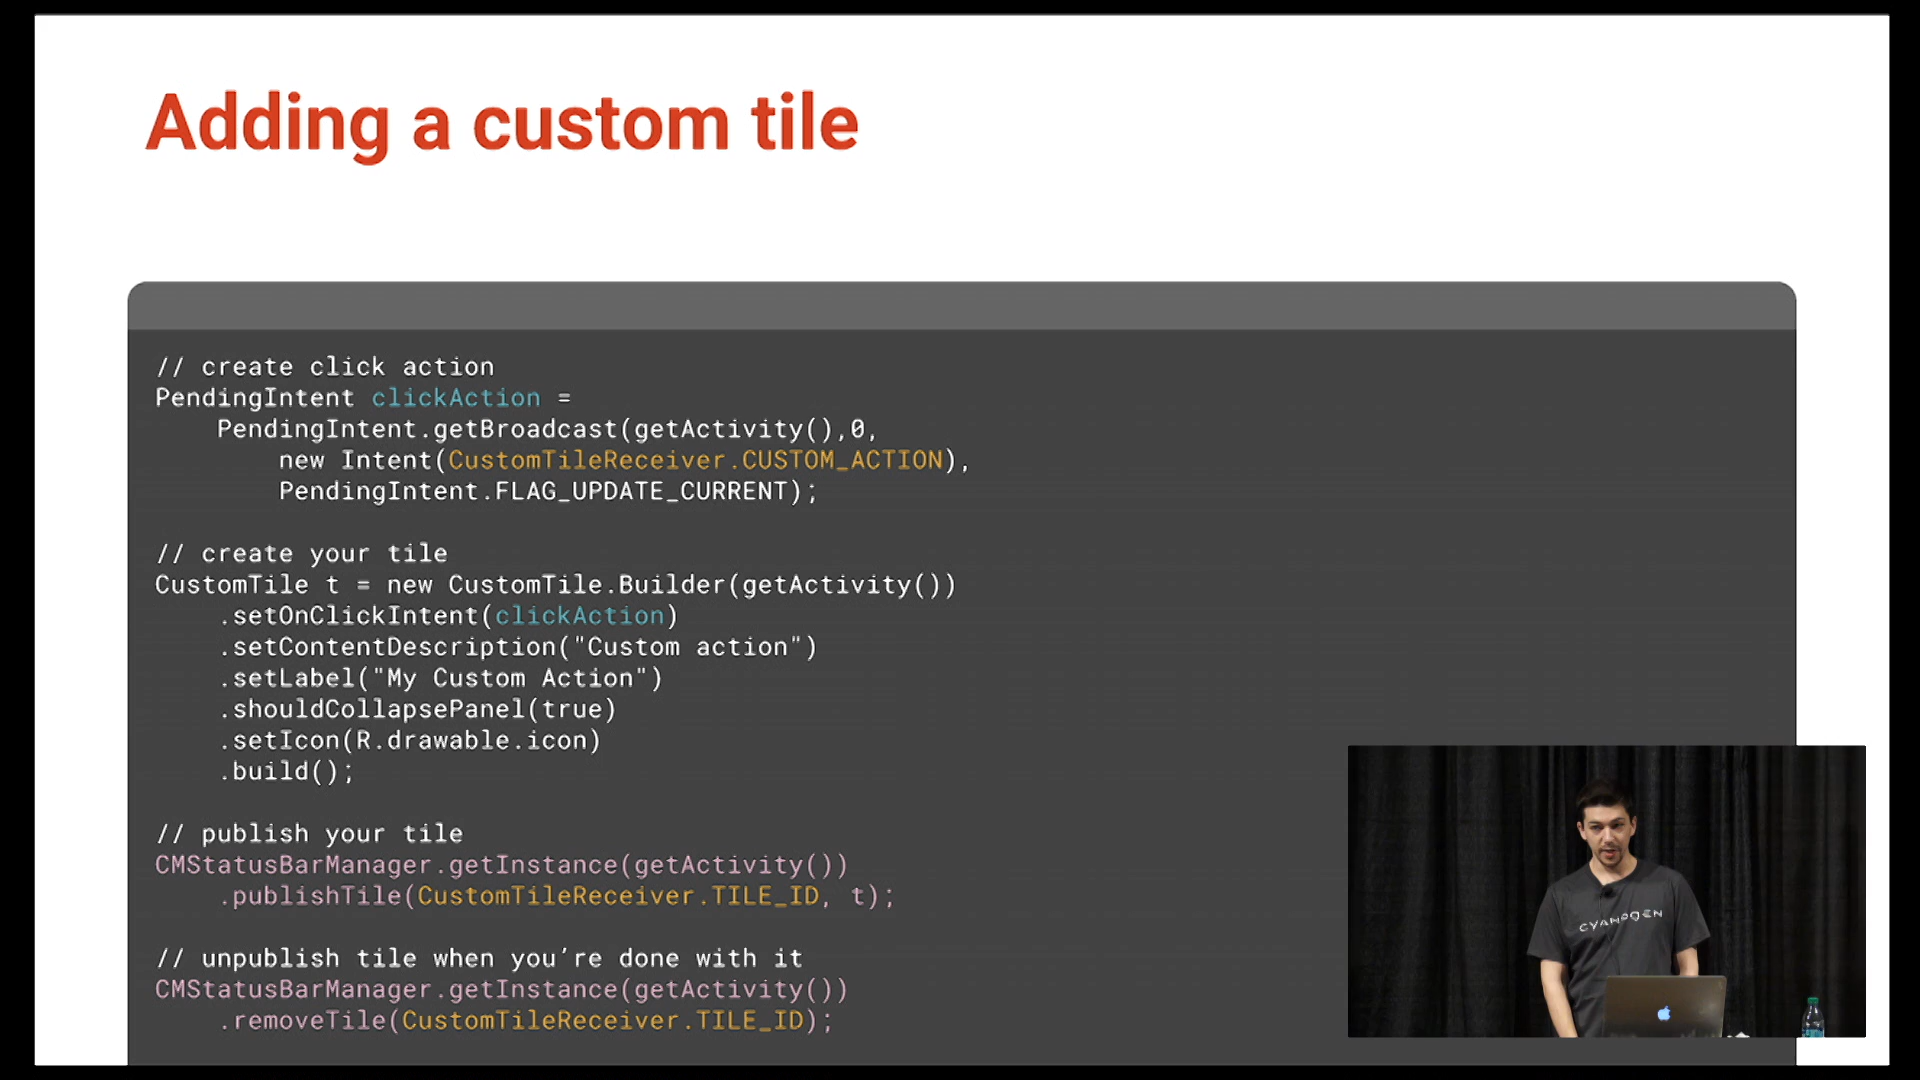 Adding a custom tile
// create click action
PendingIntent clickAction =
    PendingIntent.getBroadcast(getActivity(),0,
        new Intent(CustomTileReceiver.CUSTOM_ACTION),
        PendingIntent.FLAG_UPDATE_CURRENT);
// create your tile
CustomTile t = new CustomTile.Builder(getActivity())
    .setOnClickIntent(clickAction)
    .setContentDescription("Custom action")
    .setLabel("My Custom Action")
    .shouldCollapsePanel(true)
    .setIcon(R.drawable.icon)
    .build();
// publish your tile
CMStatusBarManager.getInstance(getActivity())
    .publishTile(CustomTileReceiver.TILE_ID, t);
// unpublish tile when you’re done with it
CMStatusBarManager.getInstance(getActivity())
    .removeTile(CustomTileReceiver.TILE_ID);
CYANOGEN